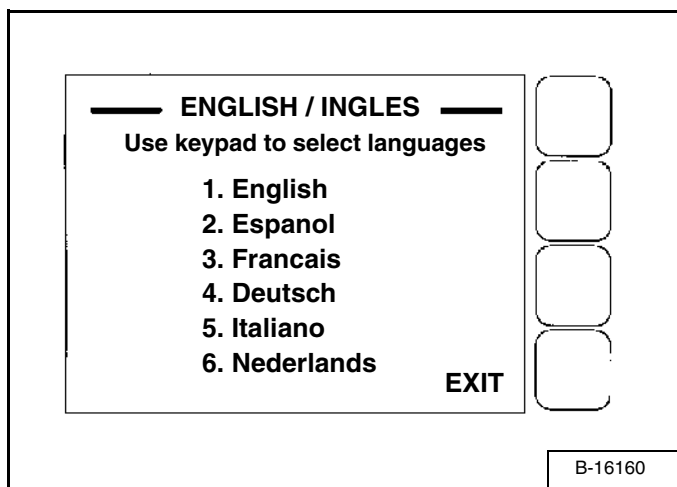 ENGLISH / INGLES
Use keypad to select languages
1. English
2. Espanol
3. Francais
4. Deutsch
5. Italiano
6. Nederlands
EXIT
B-16160